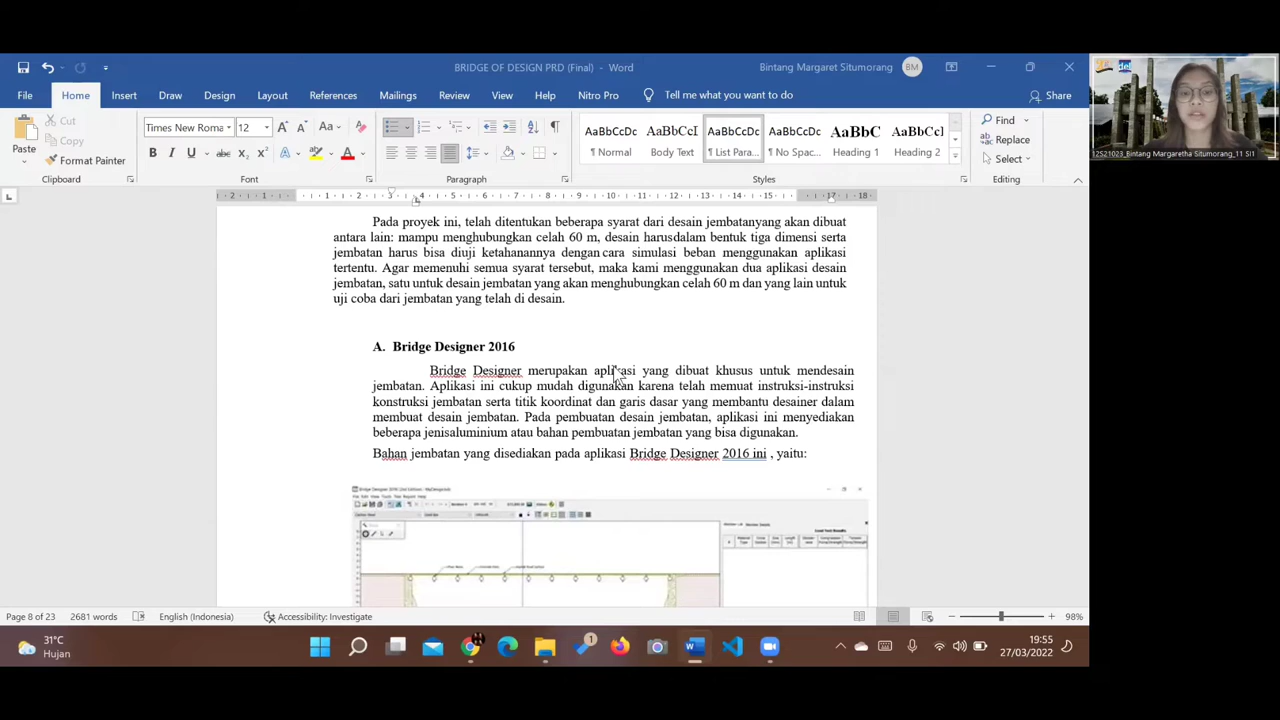 BRIDGE OF DESIGN PRD (Final) - Word
Bintang Margaret Situmorang
BM
File Home Insert Draw Design Layout References Mailings Review View Help Nitro Pro Tell me what you want to do Share
Paste
Cut
Copy
Format Painter
Clipboard
Times New Roma 12
Font
Paragraph
AaBbCcDc AaBbCcI AaBbCcDc AaBbCcDc AaBbC AaBbCc
¶ Normal Body Text ¶ List Para... ¶ No Spac... Heading 1 Heading 2
Styles
Find
Replace
Select
Editing
12S21023_Bintang Margaretha Situmorang_11 SI1
Pada proyek ini, telah ditentukan beberapa syarat dari desain jembatanyang akan dibuat
antara lain: mampu menghubungkan celah 60 m, desain harusdalam bentuk tiga dimensi serta
jembatan harus bisa diuji ketahanannya dengan cara simulasi beban menggunakan aplikasi
tertentu. Agar memenuhi semua syarat tersebut, maka kami menggunakan dua aplikasi desain
jembatan, satu untuk desain jembatan yang akan menghubungkan celah 60 m dan yang lain untuk
uji coba dari jembatan yang telah di desain.
A. Bridge Designer 2016
Bridge Designer merupakan aplikasi yang dibuat khusus untuk mendesain
jembatan. Aplikasi ini cukup mudah digunakan karena telah memuat instruksi-instruksi
konstruksi jembatan serta titik koordinat dan garis dasar yang membantu desainer dalam
membuat desain jembatan. Pada pembuatan desain jembatan, aplikasi ini menyediakan
beberapa jenisaluminium atau bahan pembuatan jembatan yang bisa digunakan.
Bahan jembatan yang disediakan pada aplikasi Bridge Designer 2016 ini , yaitu:
Page 8 of 23 2681 words English (Indonesia) Accessibility: Investigate 98%
31°C
Hujan
19:55
27/03/2022